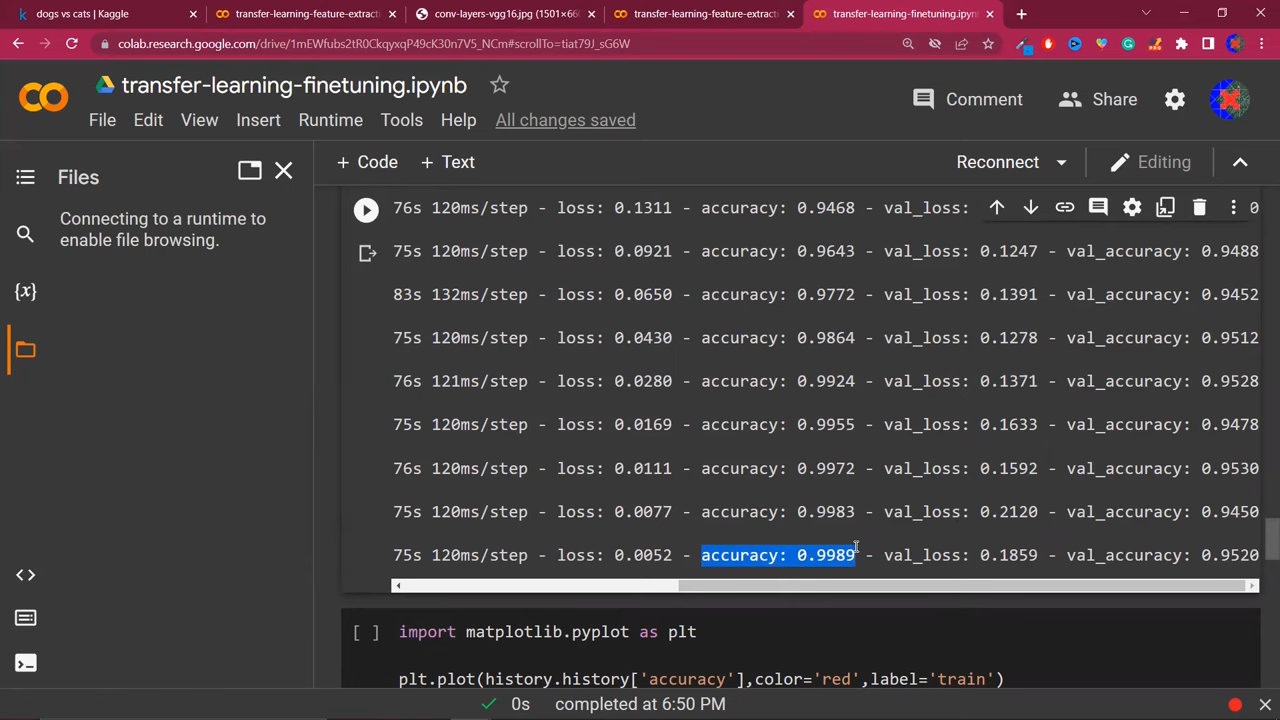 dogs vs cats | Kaggle
transfer-learning-feature-extracti
conv-layers-vgg16.jpg (1501×66
transfer-learning-feature-extracti
transfer-learning-finetuning.ipyn
colab.research.google.com/drive/1mEWfubs2tR0CkqyxqP49cK30n7V5_NCm#scrollTo=tiat79J_sG6W
transfer-learning-finetuning.ipynb
Comment
Share
File Edit View Insert Runtime Tools Help All changes saved
Files
+ Code + Text
Reconnect
Editing
Connecting to a runtime to
enable file browsing.
{x}
76s 120ms/step - loss: 0.1311 - accuracy: 0.9468 - val_loss: 0
75s 120ms/step - loss: 0.0921 - accuracy: 0.9643 - val_loss: 0.1247 - val_accuracy: 0.9488
83s 132ms/step - loss: 0.0650 - accuracy: 0.9772 - val_loss: 0.1391 - val_accuracy: 0.9452
75s 120ms/step - loss: 0.0430 - accuracy: 0.9864 - val_loss: 0.1278 - val_accuracy: 0.9512
76s 121ms/step - loss: 0.0280 - accuracy: 0.9924 - val_loss: 0.1371 - val_accuracy: 0.9528
75s 120ms/step - loss: 0.0169 - accuracy: 0.9955 - val_loss: 0.1633 - val_accuracy: 0.9478
76s 120ms/step - loss: 0.0111 - accuracy: 0.9972 - val_loss: 0.1592 - val_accuracy: 0.9530
75s 120ms/step - loss: 0.0077 - accuracy: 0.9983 - val_loss: 0.2120 - val_accuracy: 0.9450
75s 120ms/step - loss: 0.0052 - accuracy: 0.9989 - val_loss: 0.1859 - val_accuracy: 0.9520
[ ] import matplotlib.pyplot as plt
plt.plot(history.history['accuracy'],color='red',label='train')
0s completed at 6:50 PM